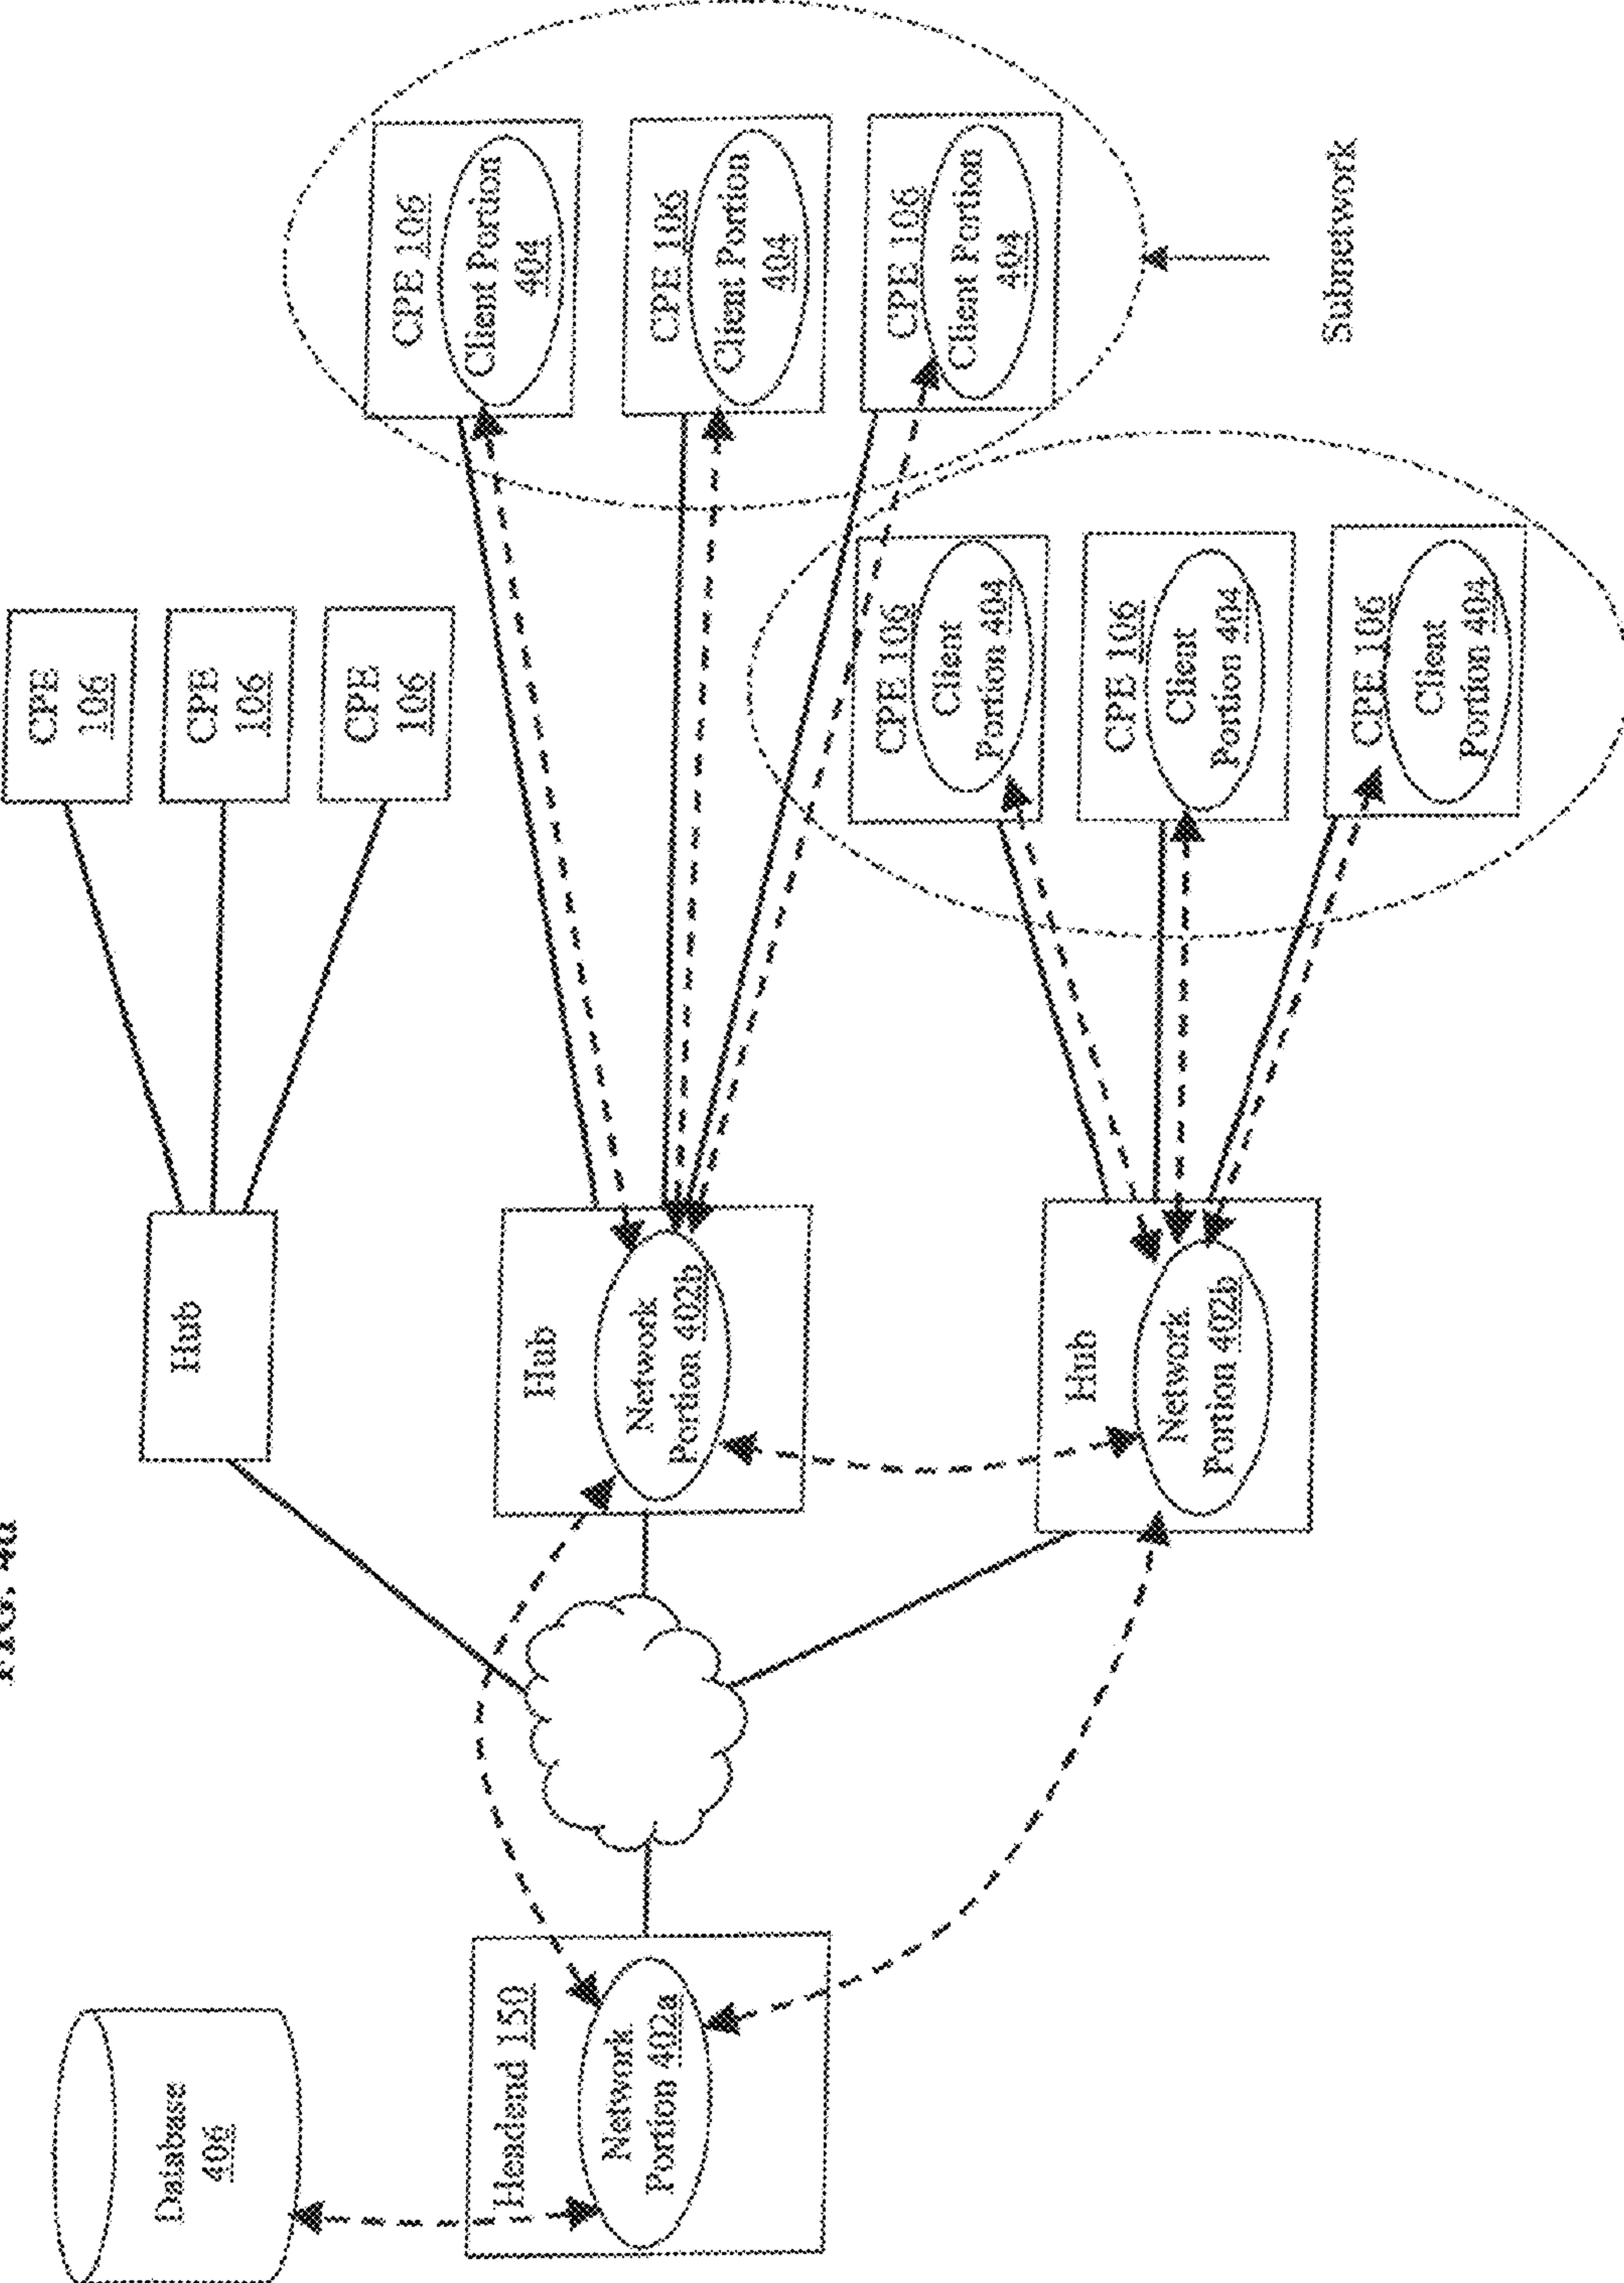 Database
406
Headend 150
Network
Portion 402a
Hub
CPE
106
CPE
106
CPE
106
Hub
Network
Portion 402b
CPE 106
Client Portion
404
CPE 106
Client Portion
404
CPE 106
Client Portion
404
Hub
Network
Portion 402b
CPE 106
Client
Portion 404
CPE 106
Client
Portion 404
CPE 106
Client
Portion 404
Subnetwork